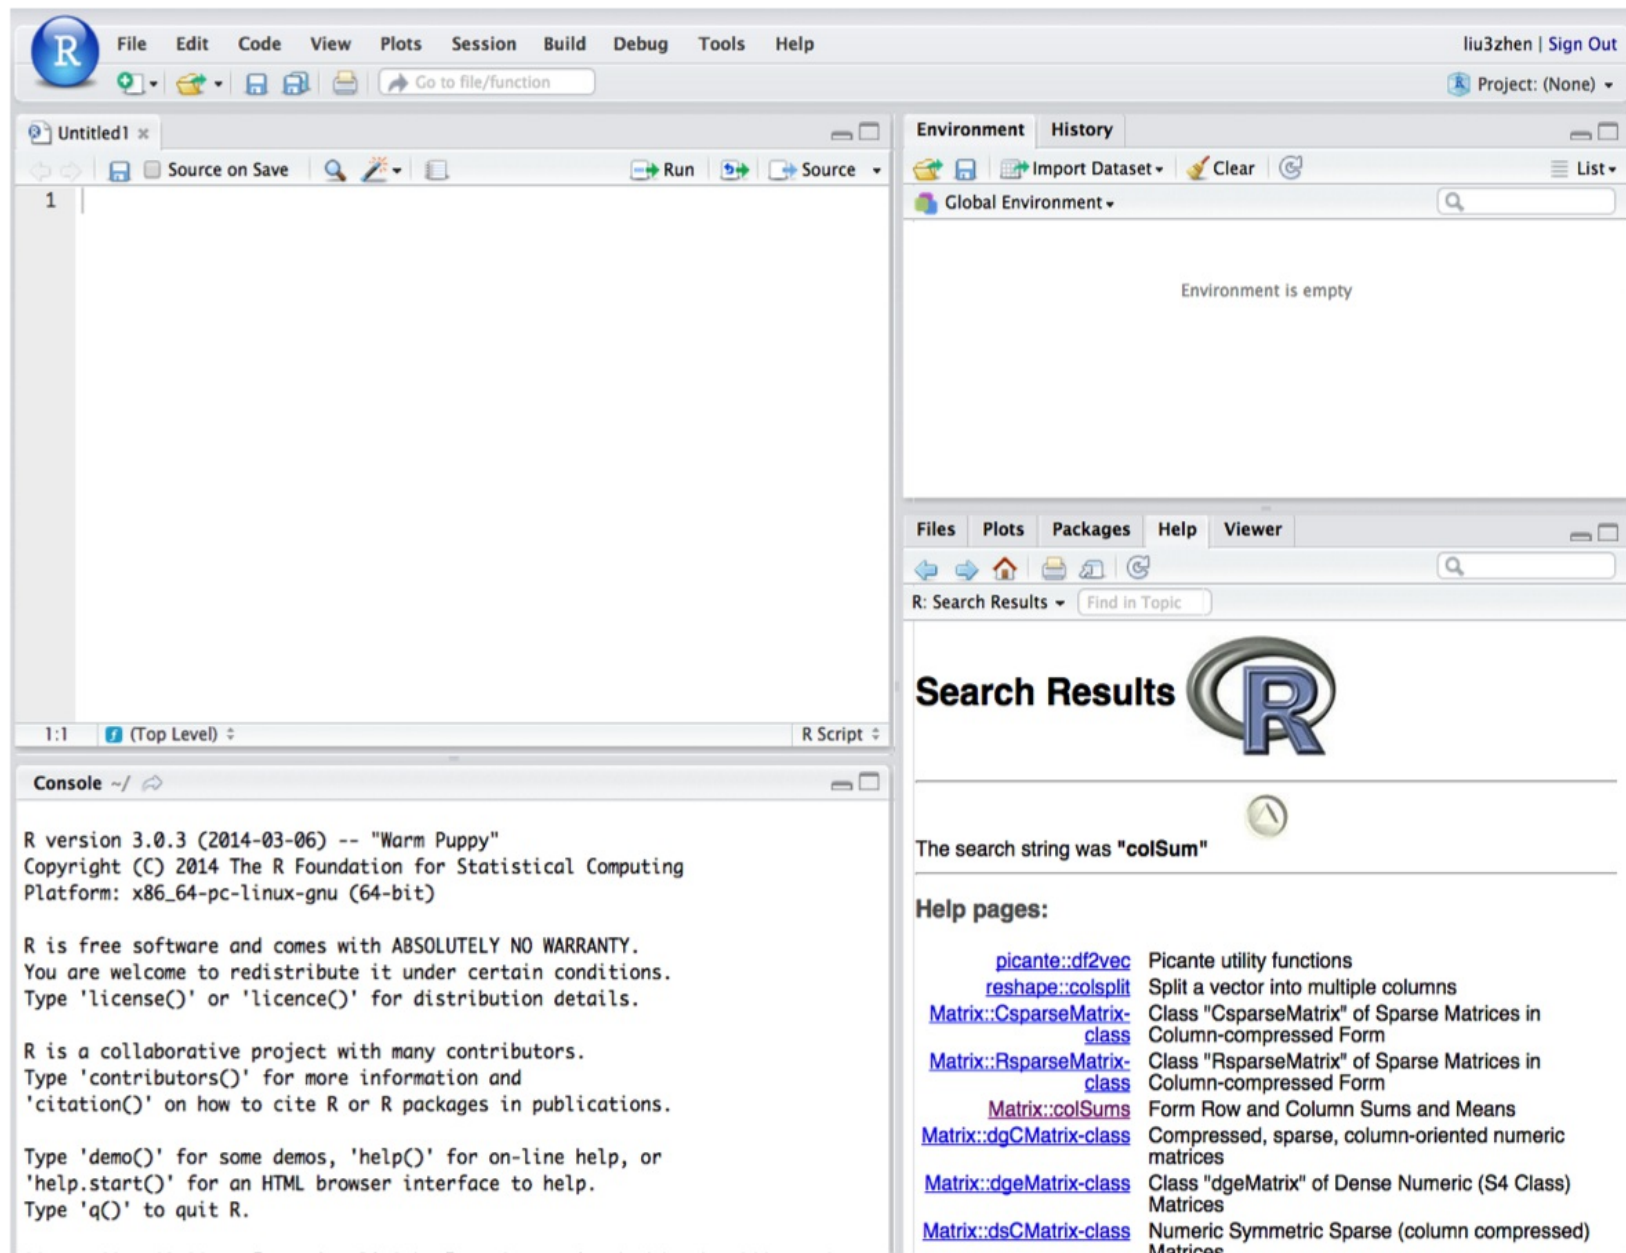 R
File Edit Code View Plots Session Build Debug Tools Help
liu3zhen | Sign Out
Go to file/function
Project: (None)
Untitled1
Source on Save Run Source
1
1:1 (Top Level) R Script
Console ~/
R version 3.0.3 (2014-03-06) -- "Warm Puppy"
Copyright (C) 2014 The R Foundation for Statistical Computing
Platform: x86_64-pc-linux-gnu (64-bit)
R is free software and comes with ABSOLUTELY NO WARRANTY.
You are welcome to redistribute it under certain conditions.
Type 'license()' or 'licence()' for distribution details.
R is a collaborative project with many contributors.
Type 'contributors()' for more information and
'citation()' on how to cite R or R packages in publications.
Type 'demo()' for some demos, 'help()' for on-line help, or
'help.start()' for an HTML browser interface to help.
Type 'q()' to quit R.
Environment History
Import Dataset Clear List
Global Environment
Environment is empty
Files Plots Packages Help Viewer
R: Search Results Find in Topic
Search Results R
The search string was "colSum"
Help pages:
picante::df2vec Picante utility functions
reshape::colsplit Split a vector into multiple columns
Matrix::CsparseMatrix- Class "CsparseMatrix" of Sparse Matrices in
class Column-compressed Form
Matrix::RsparseMatrix- Class "RsparseMatrix" of Sparse Matrices in
class Column-compressed Form
Matrix::colSums Form Row and Column Sums and Means
Matrix::dgCMatrix-class Compressed, sparse, column-oriented numeric
matrices
Matrix::dgeMatrix-class Class "dgeMatrix" of Dense Numeric (S4 Class)
Matrices
Matrix::dsCMatrix-class Numeric Symmetric Sparse (column compressed)
Matrices